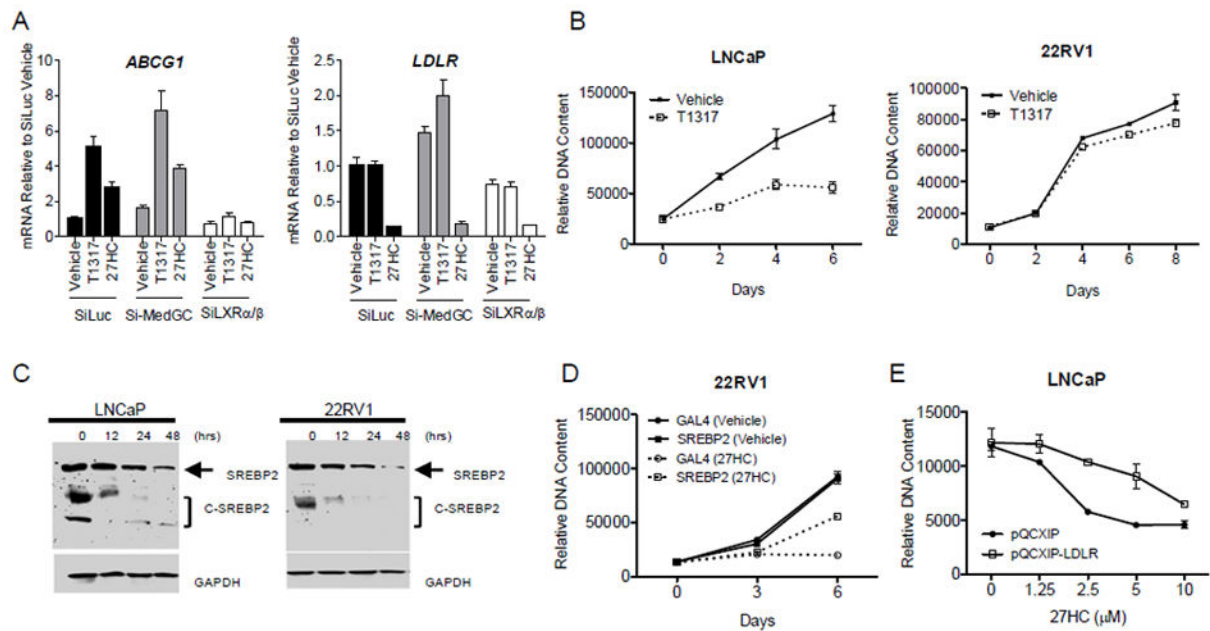 A
ABCG1
mRNA Relative to SiLuc Vehicle
10
8
6
4
2
0
Vehicle
T1317
27HC
Vehicle
T1317
27HC
Vehicle
T1317
27HC
SiLuc
Si-MedGC
SiLXRα/β
LDLR
mRNA Relative to SiLuc Vehicle
2.5
2.0
1.5
1.0
0.5
0.0
Vehicle
T1317
27HC
Vehicle
T1317
27HC
Vehicle
T1317
27HC
SiLuc
Si-MedGC
SiLXRα/β
B
LNCaP
Relative DNA Content
150000
100000
50000
0
Vehicle
T1317
0 2 4 6
Days
22RV1
Relative DNA Content
100000
80000
60000
40000
20000
0
Vehicle
T1317
0 2 4 6 8
Days
C
LNCaP
0 12 24 48 (hrs)
SREBP2
C-SREBP2
GAPDH
22RV1
0 12 24 48 (hrs)
SREBP2
C-SREBP2
GAPDH
D
22RV1
Relative DNA Content
150000
100000
50000
0
GAL4 (Vehicle)
SREBP2 (Vehicle)
GAL4 (27HC)
SREBP2 (27HC)
0 3 6
Days
E
LNCaP
Relative DNA Content
15000
10000
5000
0
pQCXIP
pQCXIP-LDLR
0 1.25 2.5 5 10
27HC (μM)